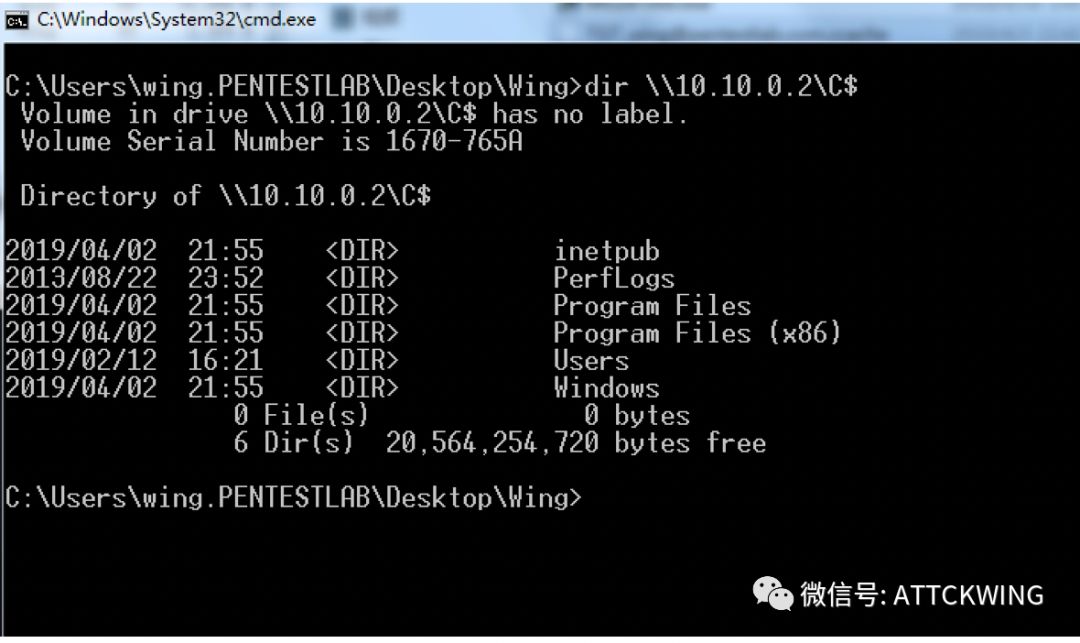 C:\Windows\System32\cmd.exe
C:\Users\wing.PENTESTLAB\Desktop\Wing>dir \\10.10.0.2\C$
Volume in drive \\10.10.0.2\C$ has no label.
Volume Serial Number is 1670-765A
Directory of \\10.10.0.2\C$
2019/04/02  21:55    <DIR>          inetpub
2013/08/22  23:52    <DIR>          PerfLogs
2019/04/02  21:55    <DIR>          Program Files
2019/04/02  21:55    <DIR>          Program Files (x86)
2019/02/12  16:21    <DIR>          Users
2019/04/02  21:55    <DIR>          Windows
0 File(s)              0 bytes
6 Dir(s)  20,564,254,720 bytes free
C:\Users\wing.PENTESTLAB\Desktop\Wing>
微信号: ATTCKWING